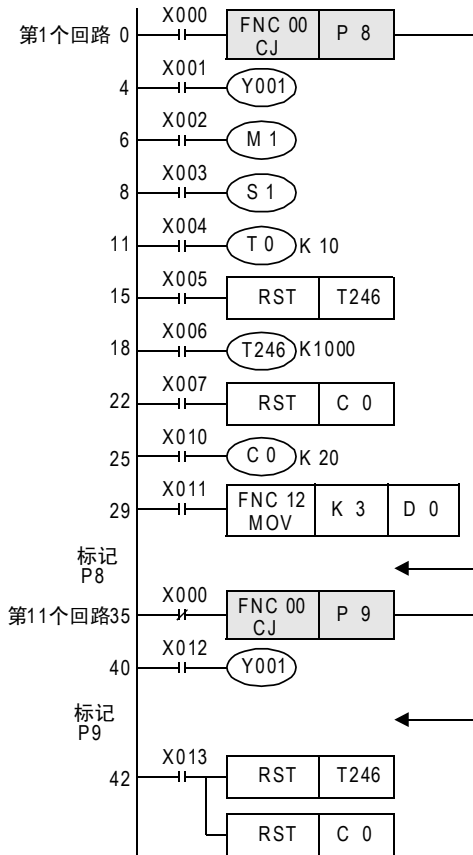 X000
第1个回路 0 FNC 00 CJ P 8
X001
4 Y001
X002
6 M 1
X003
8 S 1
X004
11 T 0 K 10
X005
15 RST T246
X006
18 T246 K1000
X007
22 RST C 0
X010
25 C 0 K 20
X011
29 FNC 12 MOV K 3 D 0
标记
P8
X000
第11个回路35 FNC 00 CJ P 9
X012
40 Y001
标记
P9
X013
42 RST T246
RST C 0